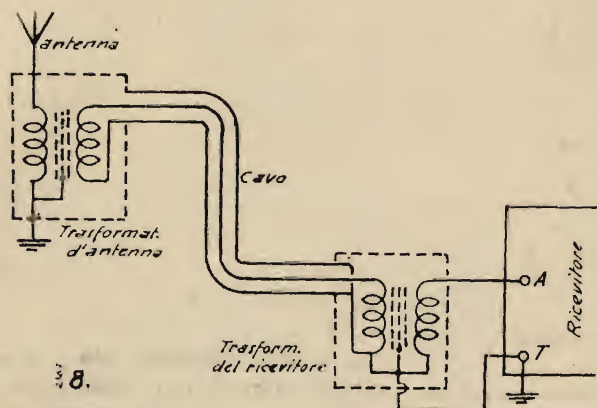 antenna
Cavo
Trasformat.
d'antenna
A
Ricevitore
Trasform.
del ricevitore
T
8.